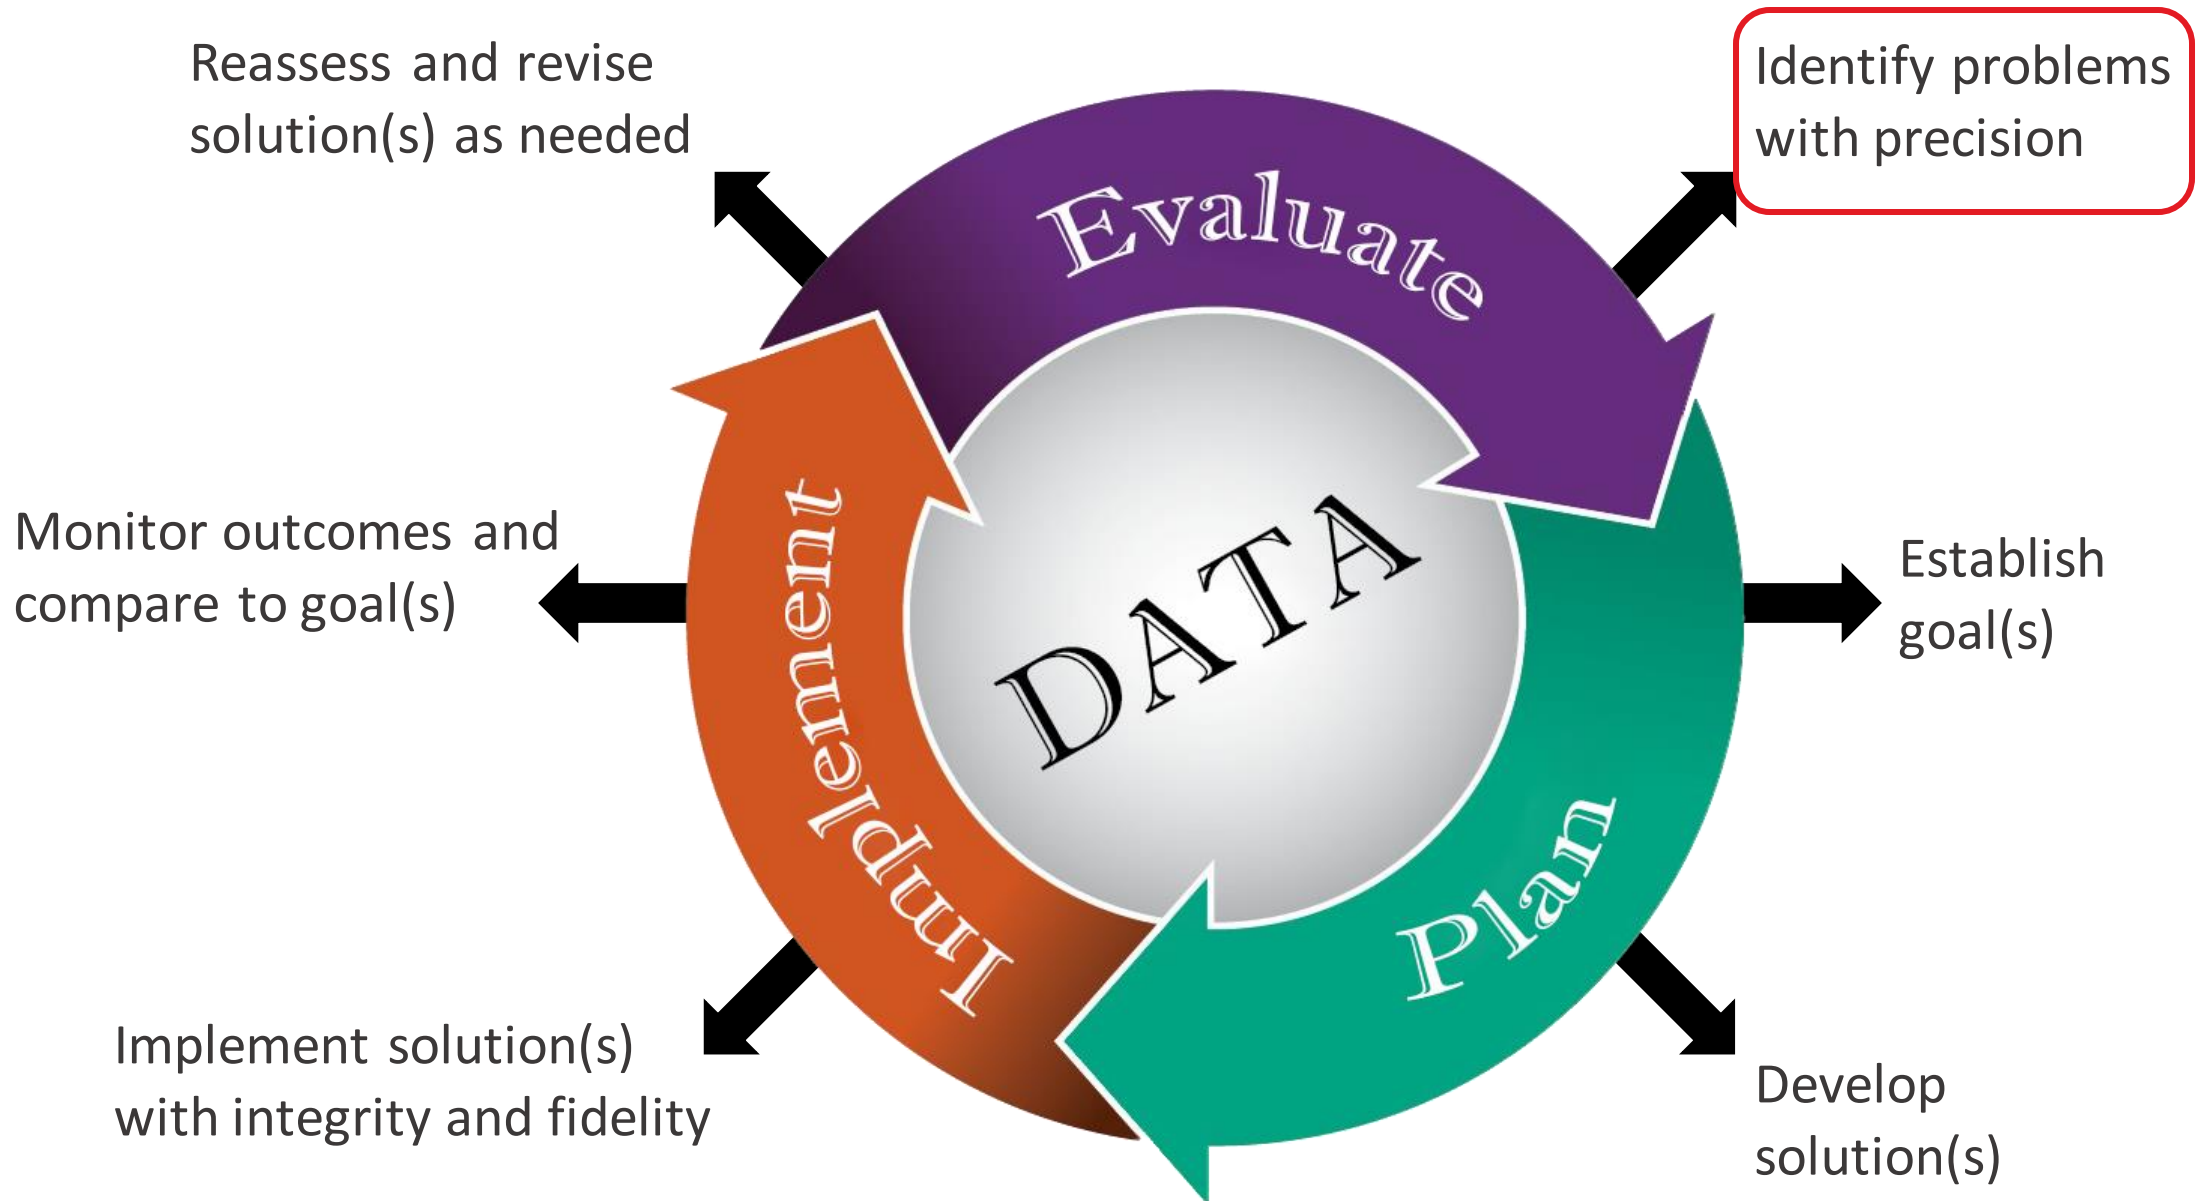 Reassess and revise
solution(s) as needed
Identify problems
with precision
Evaluate
Monitor outcomes and
compare to goal(s)
Implement
DATA
Establish
goal(s)
Plan
Implement solution(s)
with integrity and fidelity
Develop
solution(s)